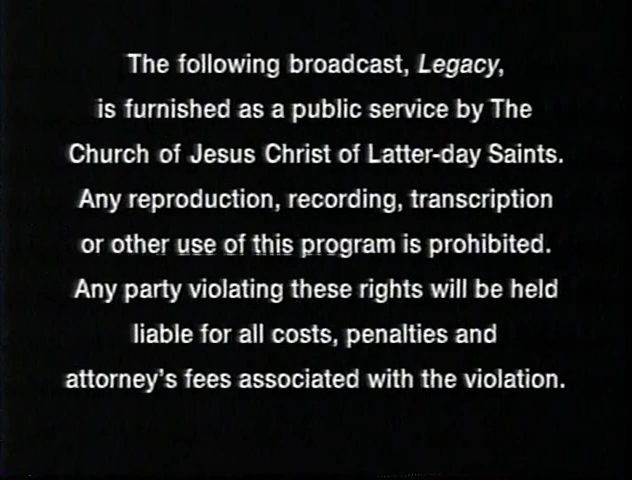 The following broadcast, Legacy,
is furnished as a public service by The
Church of Jesus Christ of Latter-day Saints.
Any reproduction, recording, transcription
or other use of this program is prohibited.
Any party violating these rights will be held
liable for all costs, penalties and
attorney's fees associated with the violation.